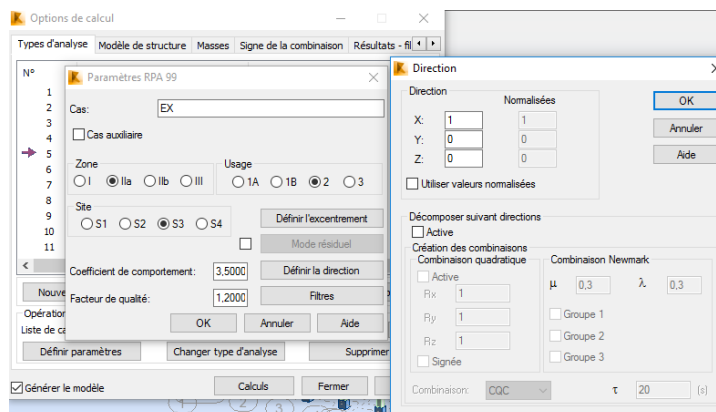 Options de calcul
Types d'analyse Modèle de structure Masses Signe de la combinaison Résultats - fil
N°
1
2
3
4
5
6
7
8
9
10
11
Nouve
Opération
Liste de ca
Définir paramètres Changer type d'analyse Supprimer
Générer le modèle Calculs Fermer
Paramètres RPA 99
Cas: EX
Cas auxiliaire
Zone
I IIa IIb III
Usage
1A 1B 2 3
Site
S1 S2 S3 S4
Définir l'excentrement
Mode résiduel
Coefficient de comportement: 3,5000 Définir la direction
Facteur de qualité: 1,2000 Filtres
OK Annuler Aide
Direction
Direction
Normalisées
X: 1 1
Y: 0 0
Z: 0 0
Utiliser valeurs normalisées
OK
Annuler
Aide
Décomposer suivant directions
Active
Création des combinaisons
Combinaison quadratique
Active
Rx 1
Ry 1
Rz 1
Signée
Combinaison Newmark
μ 0,3 λ 0,3
Groupe 1
Groupe 2
Groupe 3
Combinaison: CQC τ 20 (s)
1 2 3